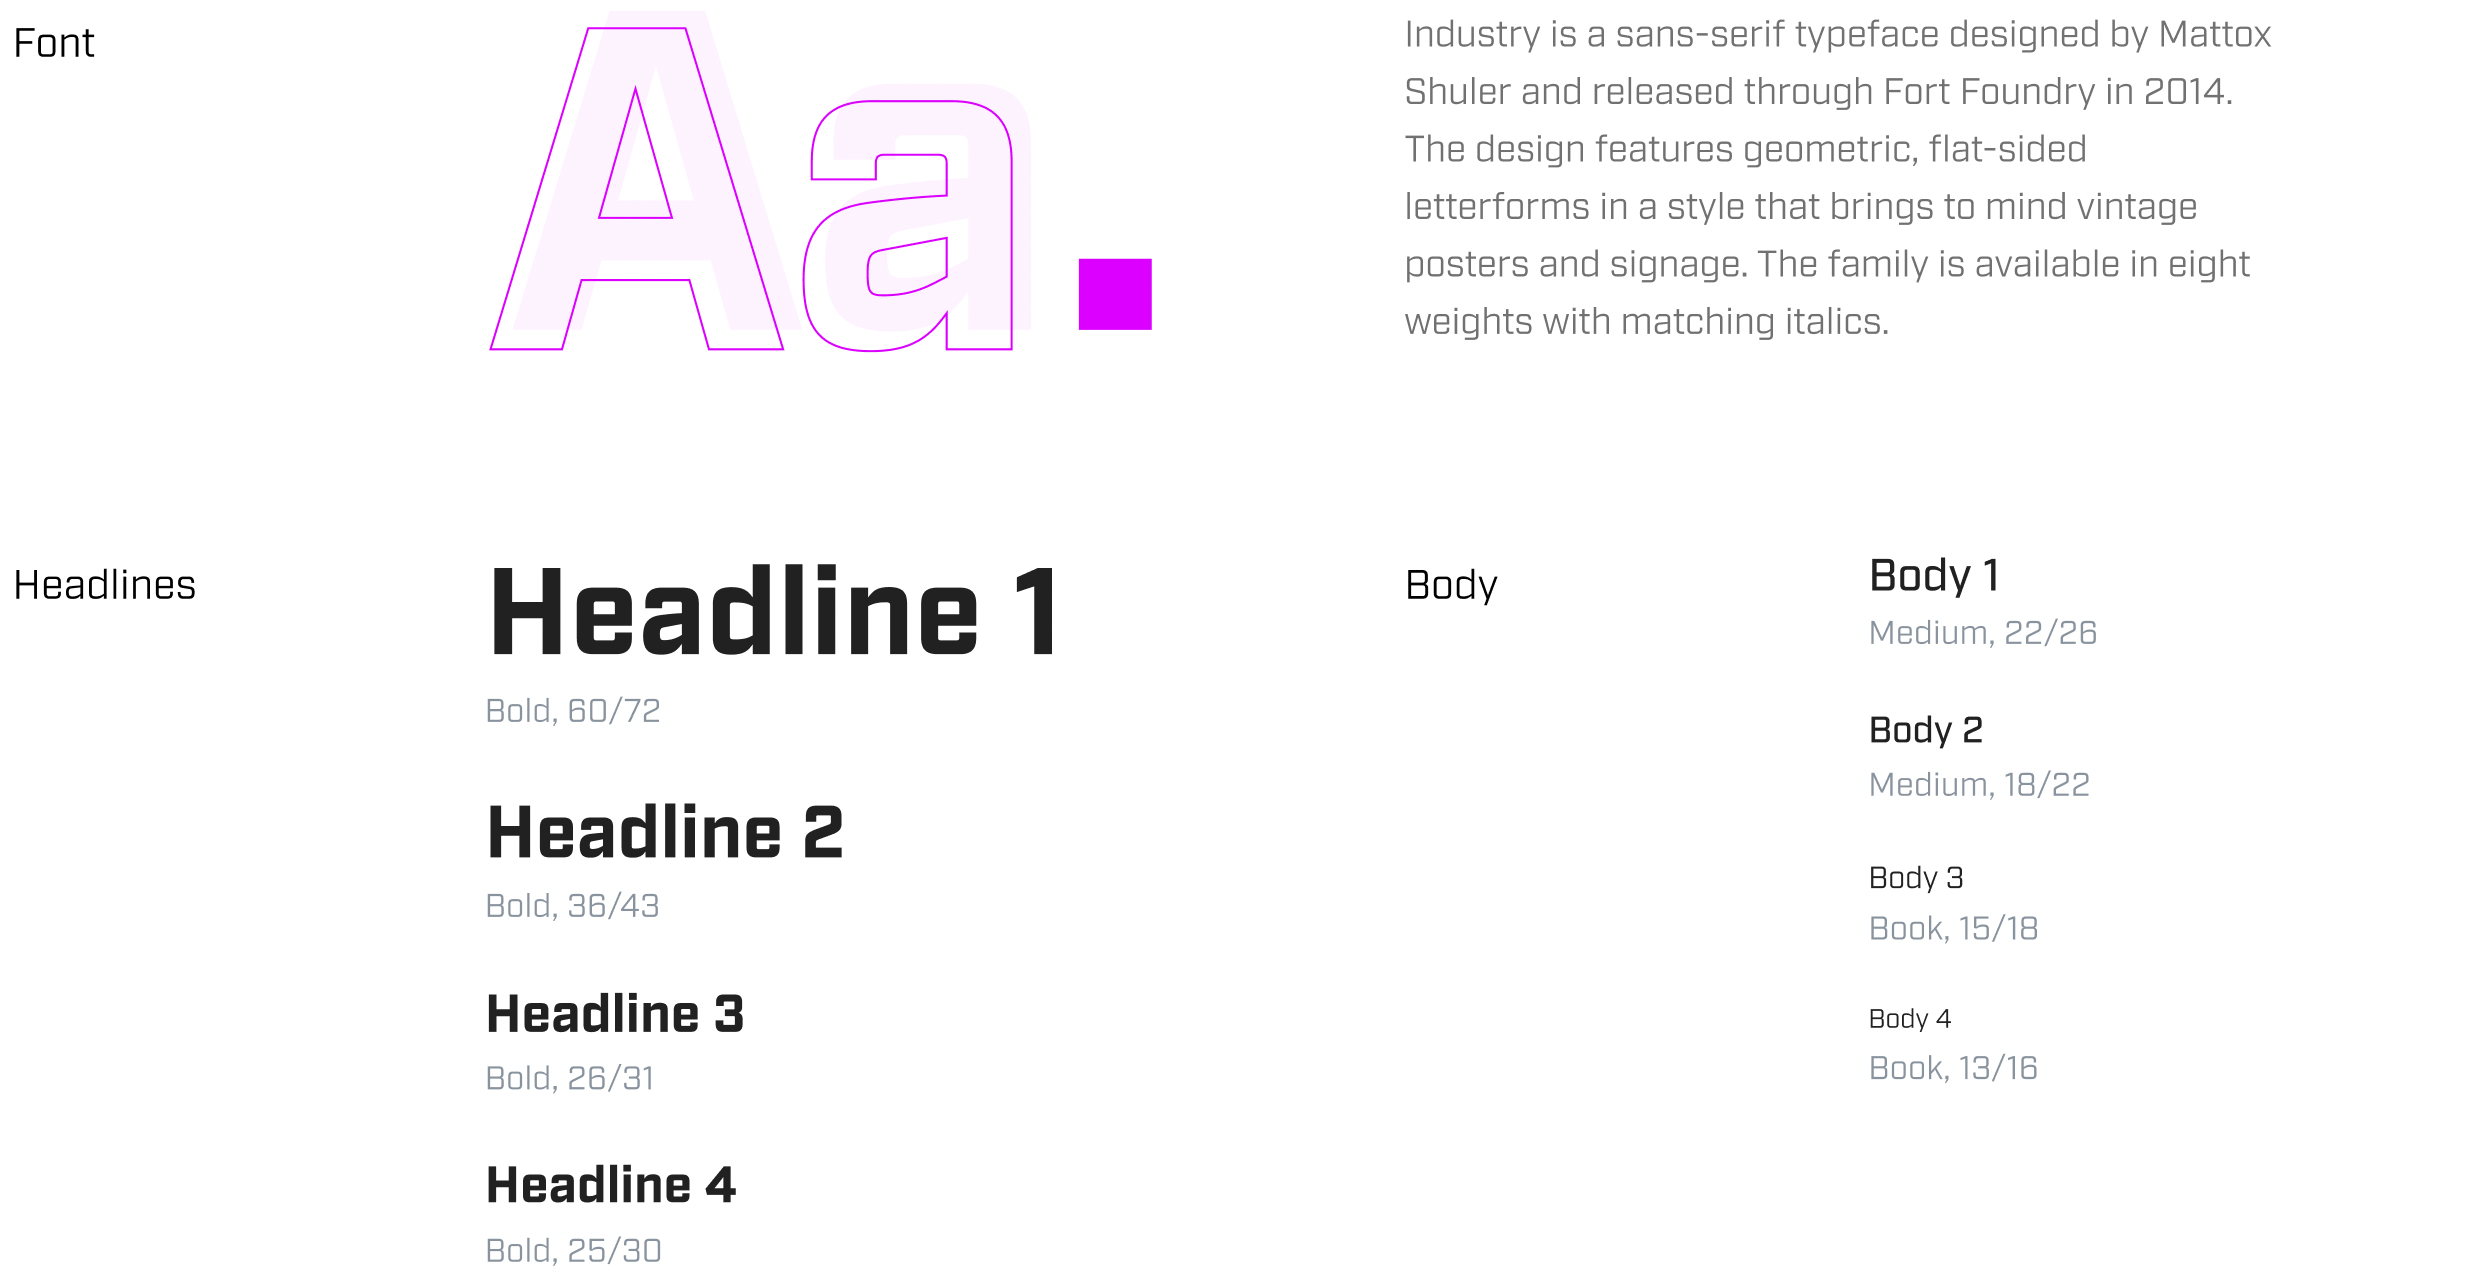 Font
Aa.
Industry is a sans-serif typeface designed by Mattox
Shuler and released through Fort Foundry in 2014.
The design features geometric, flat-sided
letterforms in a style that brings to mind vintage
posters and signage. The family is available in eight
weights with matching italics.
Headlines
Headline 1
Bold, 60/72
Headline 2
Bold, 36/43
Headline 3
Bold, 26/31
Headline 4
Bold, 25/30
Body
Body 1
Medium, 22/26
Body 2
Medium, 18/22
Body 3
Book, 15/18
Body 4
Book, 13/16